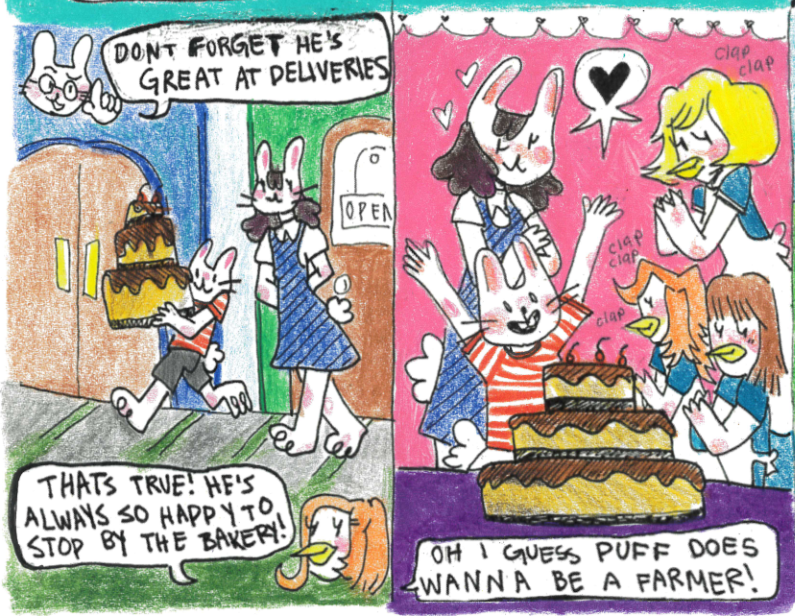 DONT FORGET HE'S
GREAT AT DELIVERIES
OPEN
THATS TRUE! HE'S
ALWAYS SO HAPPY TO
STOP BY THE BAKERY!
clap
clap
clap
clap
clap
OH I GUESS PUFF DOES
WANNA BE A FARMER!